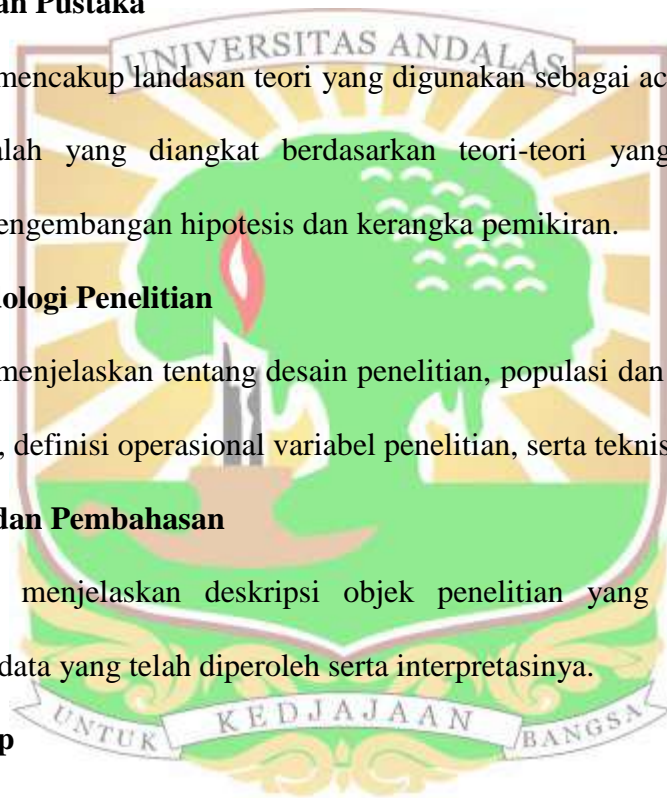 an Pustaka
UNIVERSITAS ANDALAS
mencakup landasan teori yang digunakan sebagai ac
alah yang diangkat berdasarkan teori-teori yang
engembangan hipotesis dan kerangka pemikiran.
ologi Penelitian
menjelaskan tentang desain penelitian, populasi dan
, definisi operasional variabel penelitian, serta teknis
dan Pembahasan
menjelaskan deskripsi objek penelitian yang
data yang telah diperoleh serta interpretasinya.
UNTUK KEDJAJAAN BANGSA
p